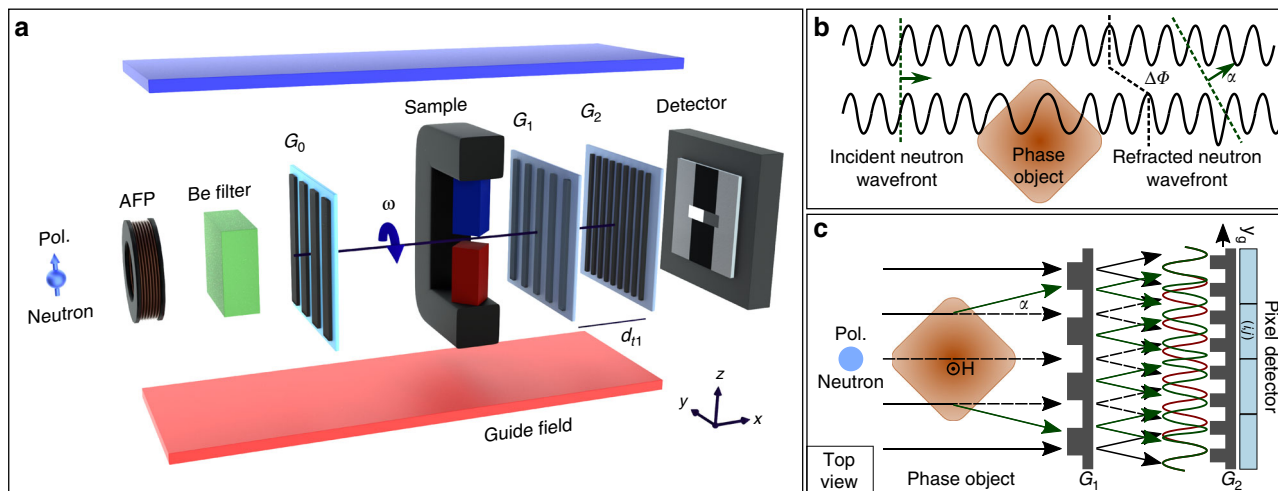 a
Pol.
Neutron
AFP
Be filter
G0
ω
Sample
G1
G2
Detector
dt1
Guide field
z
y
x
b
ΔΦ
α
Incident neutron
wavefront
Phase
object
Refracted neutron
wavefront
c
yg
α
Pol.
Neutron
H
(i,j)
Pixel detector
Top
view
Phase object
G1
G2